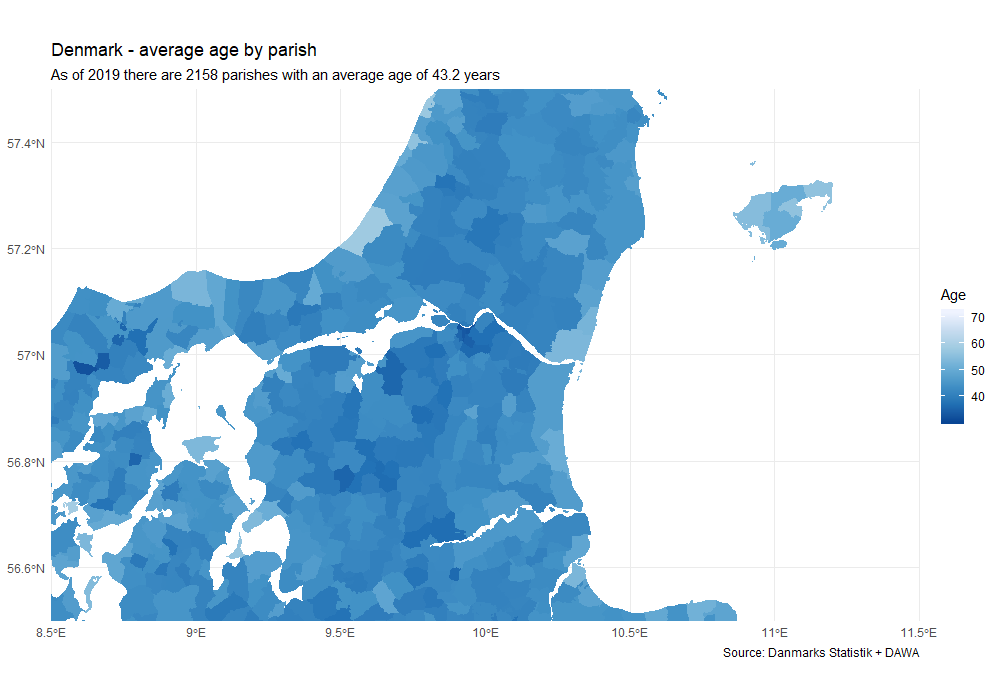 Denmark - average age by parish
As of 2019 there are 2158 parishes with an average age of 43.2 years
57.4°N
57.2°N
57°N
56.8°N
56.6°N
8.5°E
9°E
9.5°E
10°E
10.5°E
11°E
11.5°E
Age
70
60
50
40
Source: Danmarks Statistik + DAWA